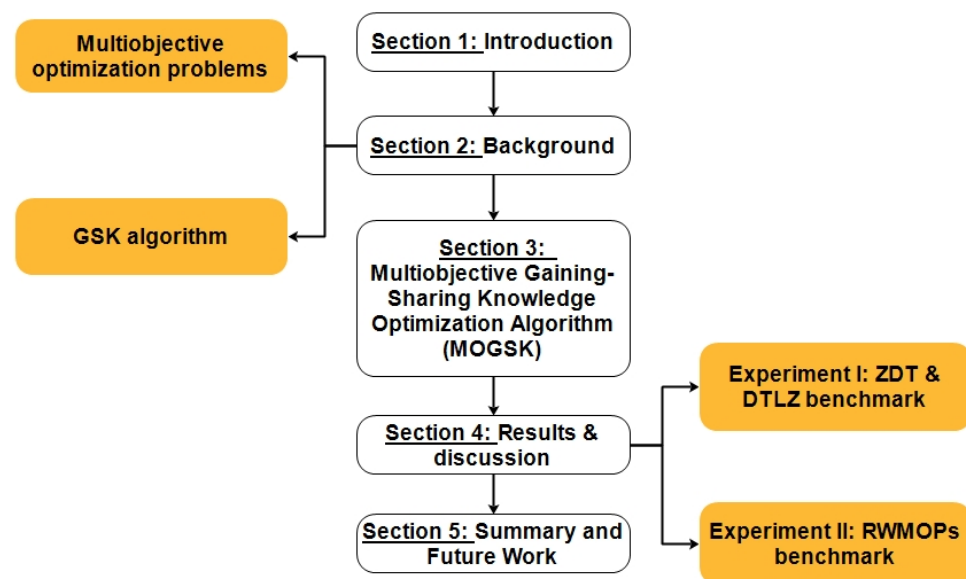 Section 1: Introduction
Multiobjective
optimization problems
Section 2: Background
GSK algorithm
Section 3:
Multiobjective Gaining-
Sharing Knowledge
Optimization Algorithm
(MOGSK)
Experiment I: ZDT &
DTLZ benchmark
Section 4: Results &
discussion
Section 5: Summary and
Future Work
Experiment II: RWMOPs
benchmark